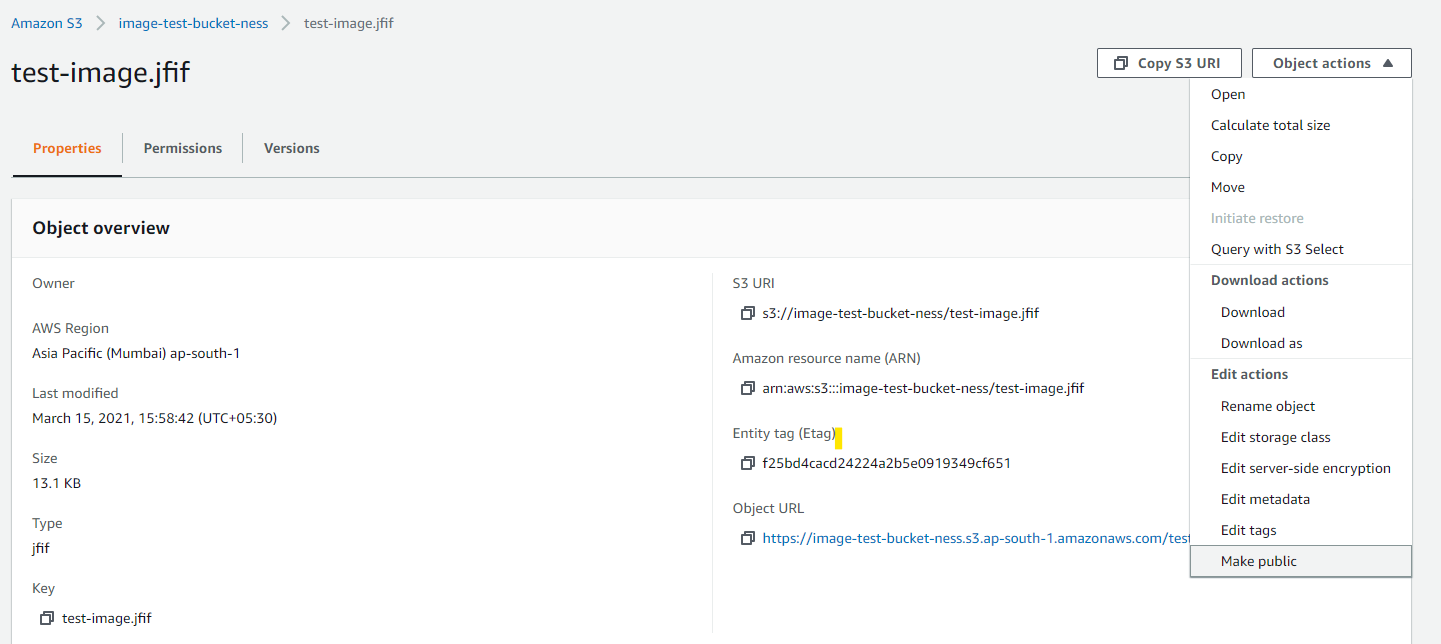 Amazon S3 > image-test-bucket-ness > test-image.jfif
test-image.jfif
Copy S3 URI
Object actions
Open
Calculate total size
Copy
Move
Initiate restore
Query with S3 Select
Download actions
Download
Download as
Edit actions
Rename object
Edit storage class
Edit server-side encryption
Edit metadata
Edit tags
Make public
Properties
Permissions
Versions
Object overview
Owner
AWS Region
Asia Pacific (Mumbai) ap-south-1
Last modified
March 15, 2021, 15:58:42 (UTC+05:30)
Size
13.1 KB
Type
jfif
Key
test-image.jfif
S3 URI
s3://image-test-bucket-ness/test-image.jfif
Amazon resource name (ARN)
arn:aws:s3:::image-test-bucket-ness/test-image.jfif
Entity tag (Etag)
f25bd4cacd24224a2b5e0919349cf651
Object URL
https://image-test-bucket-ness.s3.ap-south-1.amazonaws.com/test